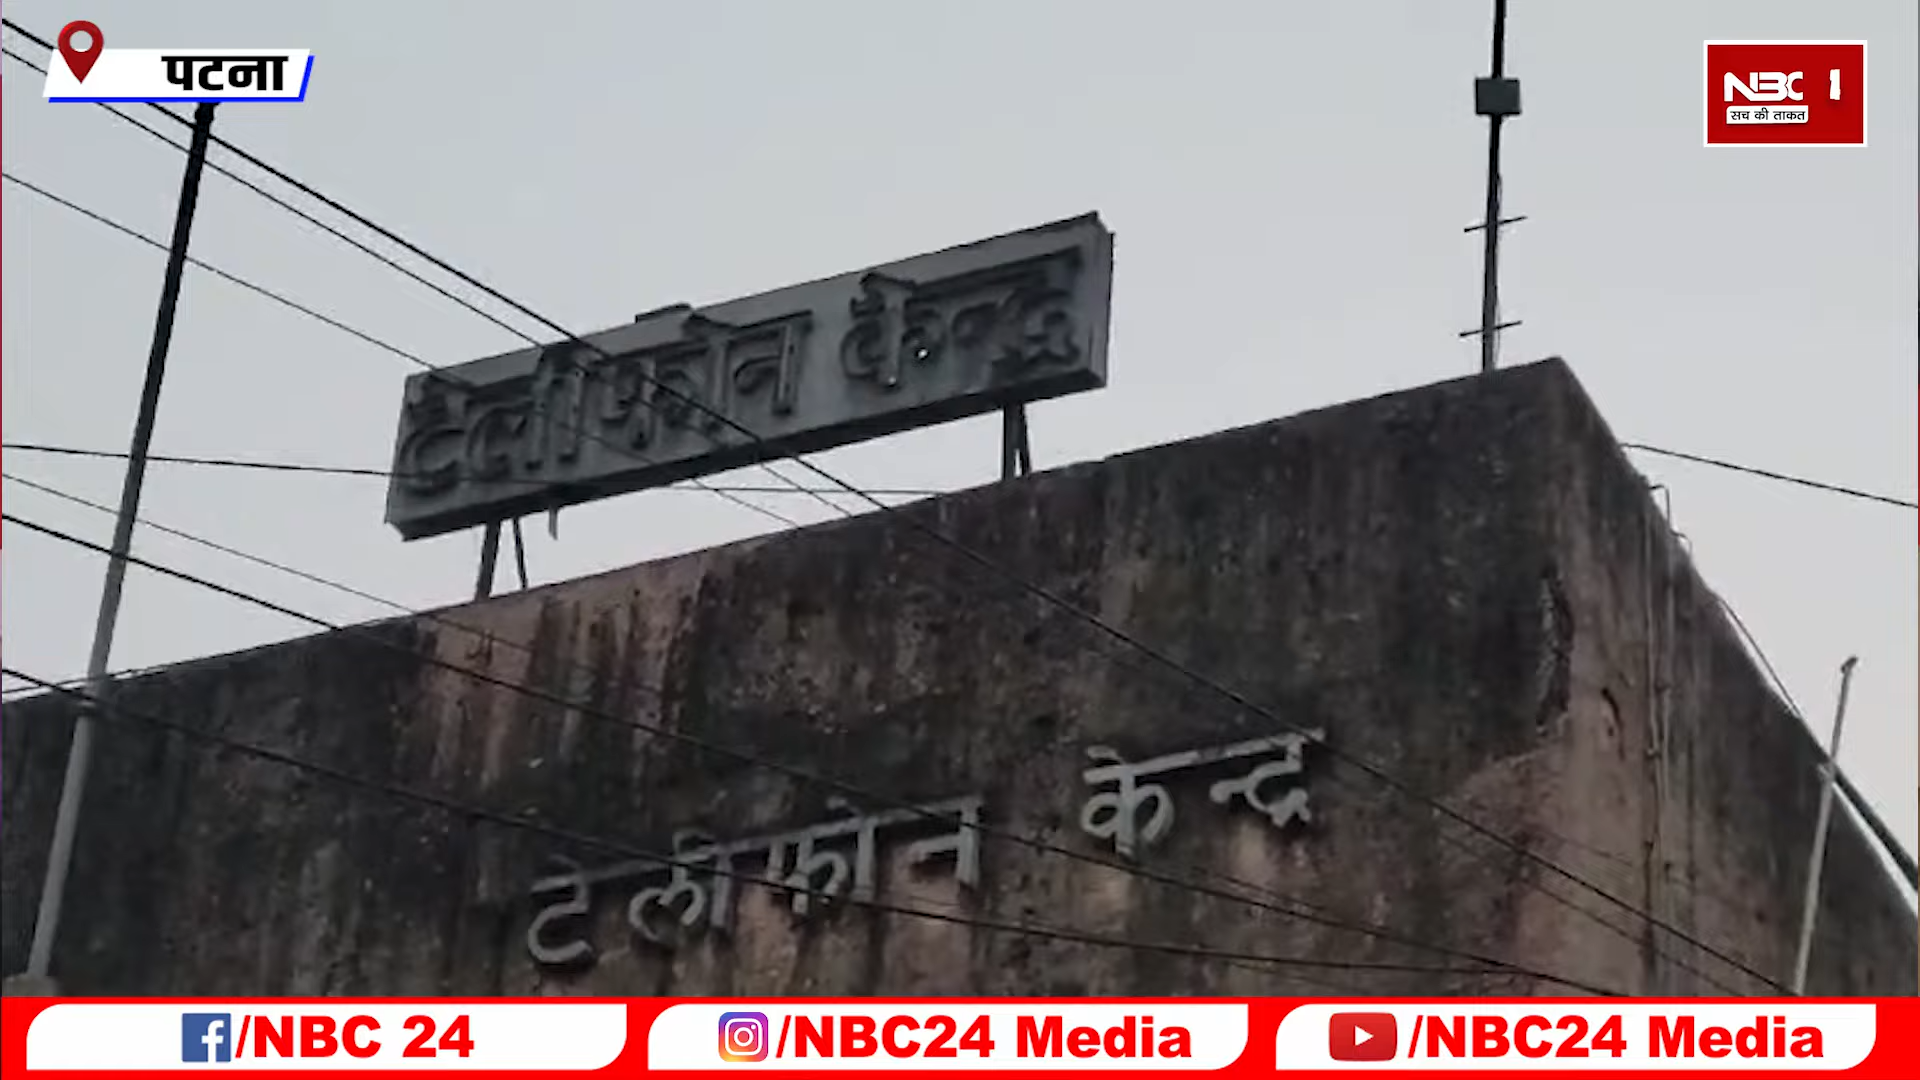 पटना
NBC
सच की ताकत
टेलीफोन केन्द्र
टेलीफोन केन्द्र
/NBC 24
/NBC24 Media
/NBC24 Media